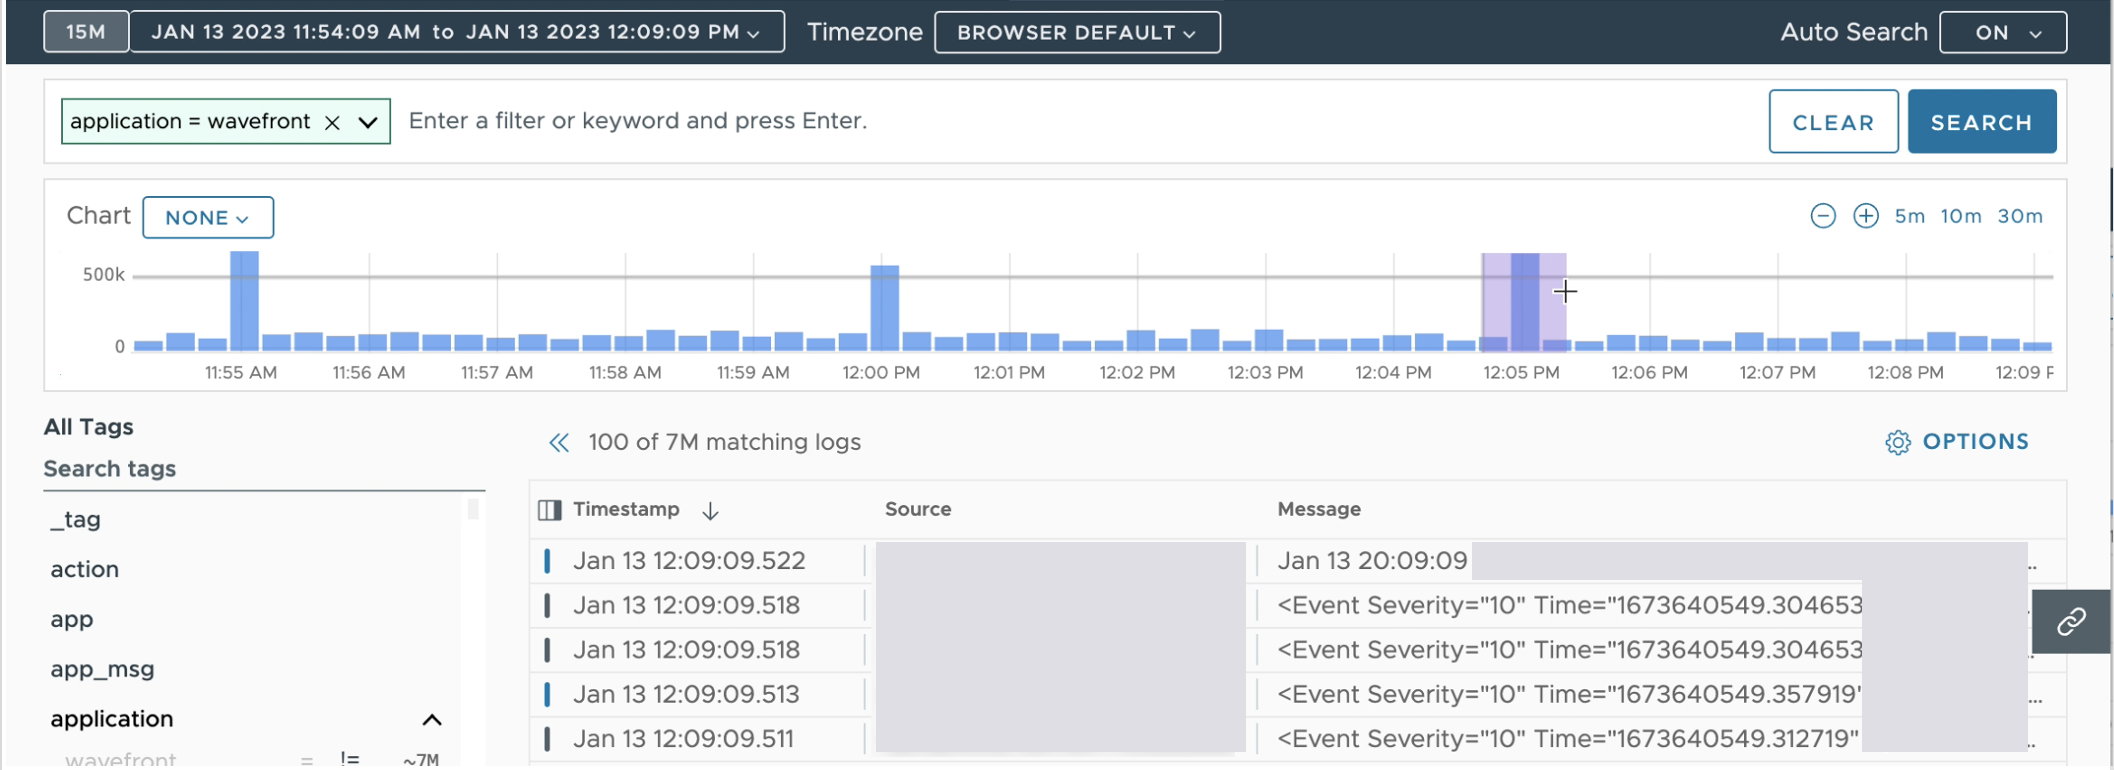 15M JAN 13 2023 11:54:09 AM to JAN 13 2023 12:09:09 PM Timezone BROWSER DEFAULT Auto Search ON
application = wavefront Enter a filter or keyword and press Enter. CLEAR SEARCH
Chart NONE 5m 10m 30m
500k
0
11:55 AM 11:56 AM 11:57 AM 11:58 AM 11:59 AM 12:00 PM 12:01 PM 12:02 PM 12:03 PM 12:04 PM 12:05 PM 12:06 PM 12:07 PM 12:08 PM 12:09 P
All Tags
Search tags
_tag
action
app
app_msg
application
wavefront = != ~7M
100 of 7M matching logs OPTIONS
Timestamp Source Message
Jan 13 12:09:09.522 Jan 13 20:09:09 ..
Jan 13 12:09:09.518 <Event Severity="10" Time="1673640549.304653
Jan 13 12:09:09.518 <Event Severity="10" Time="1673640549.304653
Jan 13 12:09:09.513 <Event Severity="10" Time="1673640549.357919" ...
Jan 13 12:09:09.511 <Event Severity="10" Time="1673640549.312719" ..